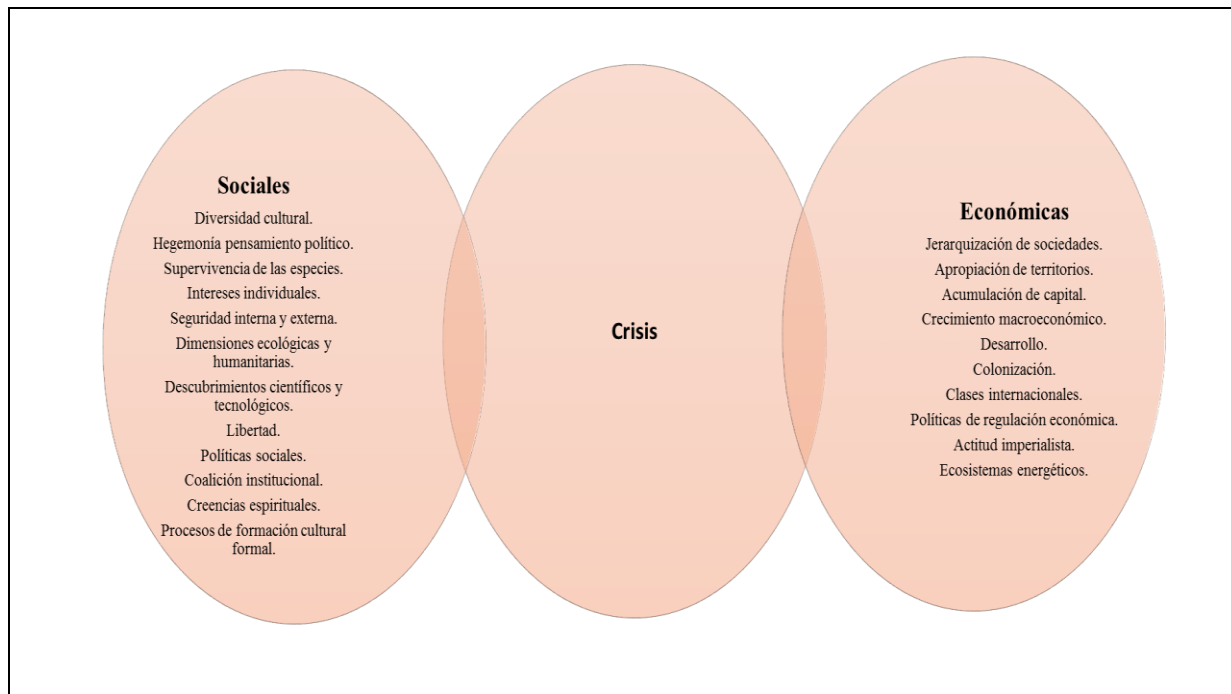 Sociales
Diversidad cultural.
Hegemonía pensamiento político.
Supervivencia de las especies.
Intereses individuales.
Seguridad interna y externa.
Dimensiones ecológicas y
humanitarias.
Descubrimientos científicos y
tecnológicos.
Libertad.
Políticas sociales.
Coalición institucional.
Creencias espirituales.
Procesos de formación cultural
formal.
Crisis
Económicas
Jerarquización de sociedades.
Apropiación de territorios.
Acumulación de capital.
Crecimiento macroeconómico.
Desarrollo.
Colonización.
Clases internacionales.
Políticas de regulación económica.
Actitud imperialista.
Ecosistemas energéticos.